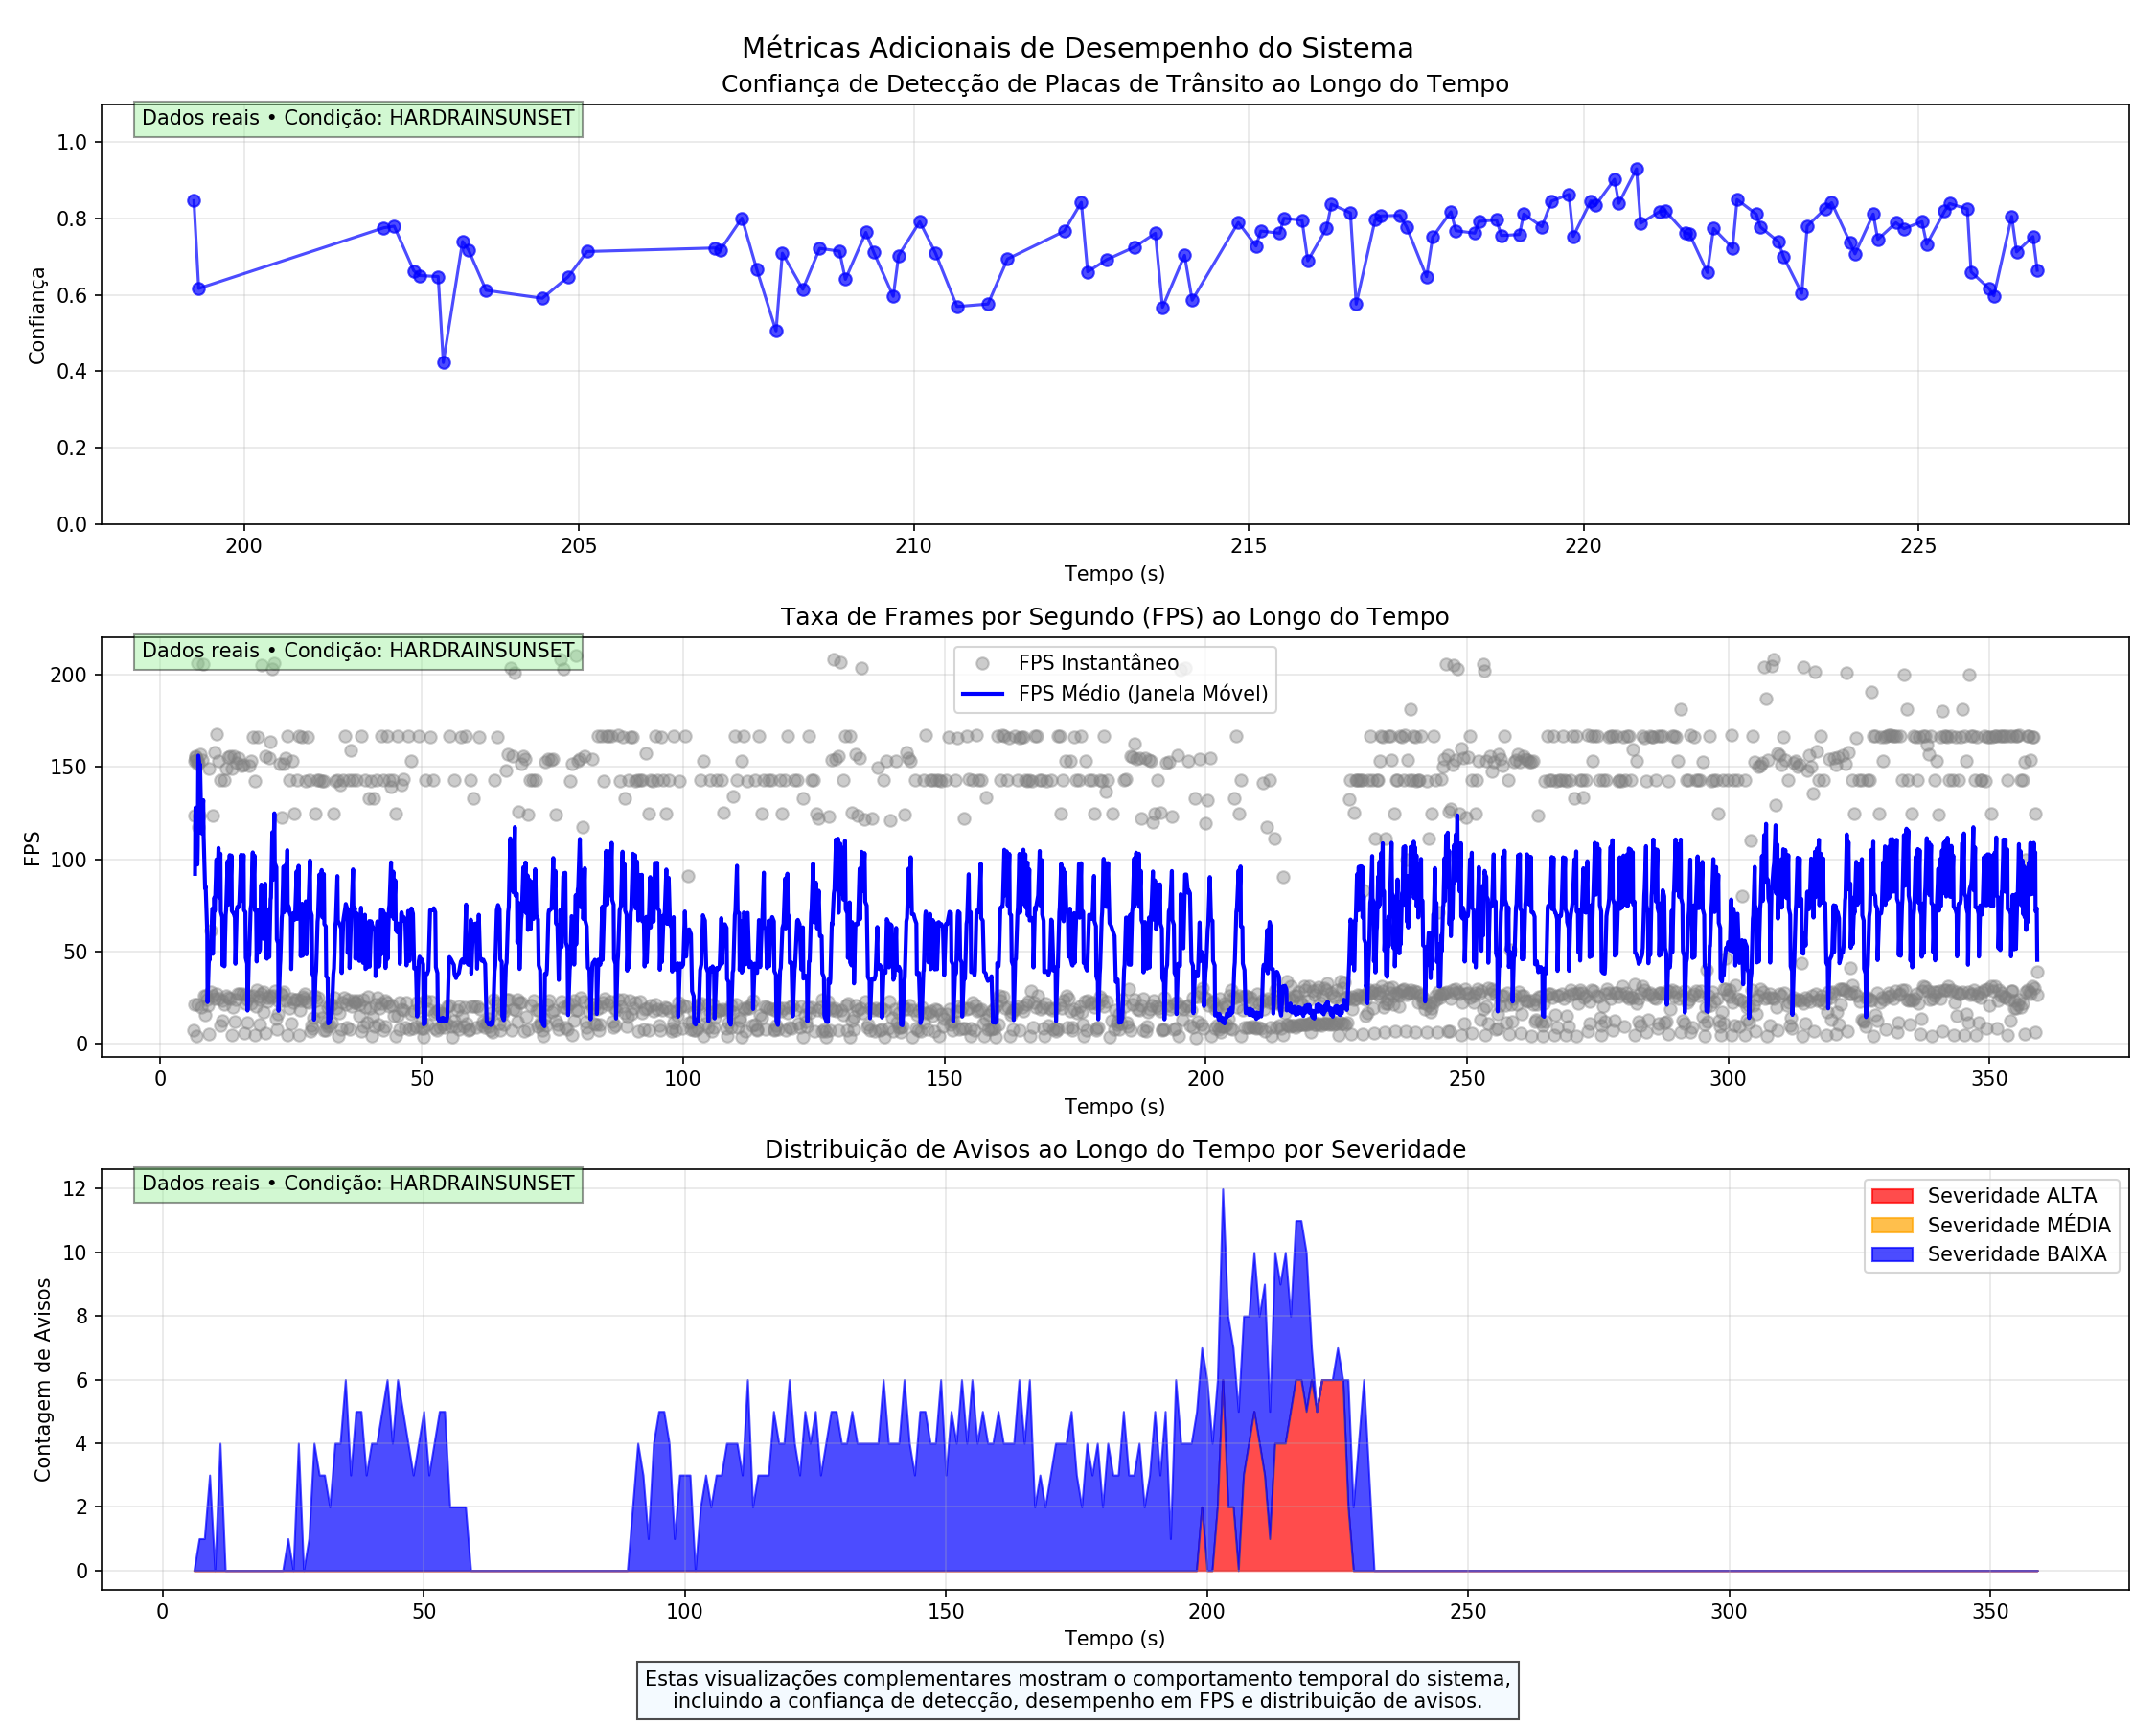 Métricas Adicionais de Desempenho do Sistema
Confiança de Detecção de Placas de Trânsito ao Longo do Tempo
Dados reais • Condição: HARDRAINSUNSET
1.0
0.8
0.6
0.4
0.2
0.0
Confiança
200
205
210
215
220
225
Tempo (s)
Taxa de Frames por Segundo (FPS) ao Longo do Tempo
Dados reais • Condição: HARDRAINSUNSET
FPS Instantâneo
FPS Médio (Janela Móvel)
200
150
100
50
0
FPS
0
50
100
150
200
250
300
350
Tempo (s)
Distribuição de Avisos ao Longo do Tempo por Severidade
Dados reais • Condição: HARDRAINSUNSET
Severidade ALTA
Severidade MÉDIA
Severidade BAIXA
12
10
8
6
4
2
0
Contagem de Avisos
0
50
100
150
200
250
300
350
Tempo (s)
Estas visualizações complementares mostram o comportamento temporal do sistema,
incluindo a confiança de detecção, desempenho em FPS e distribuição de avisos.